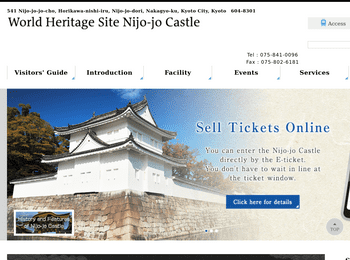 541 Nijo-jo-cho, Horikawa-nishi-iru, Nijo-jo-dori, Nakagyo-ku, Kyoto City, Kyoto 604-8301
World Heritage Site Nijo-jo Castle
Access
Tel : 075-841-0096
Fax : 075-802-6181
Visitors' Guide
Introduction
Facility
Events
Services
Sell Tickets Online
You can enter the Nijo-jo Castle
directly by the E-ticket.
You don't have to wait in line at
the ticket window.
Click here for details
History and Features
of Nijo-jo Castle
TOP